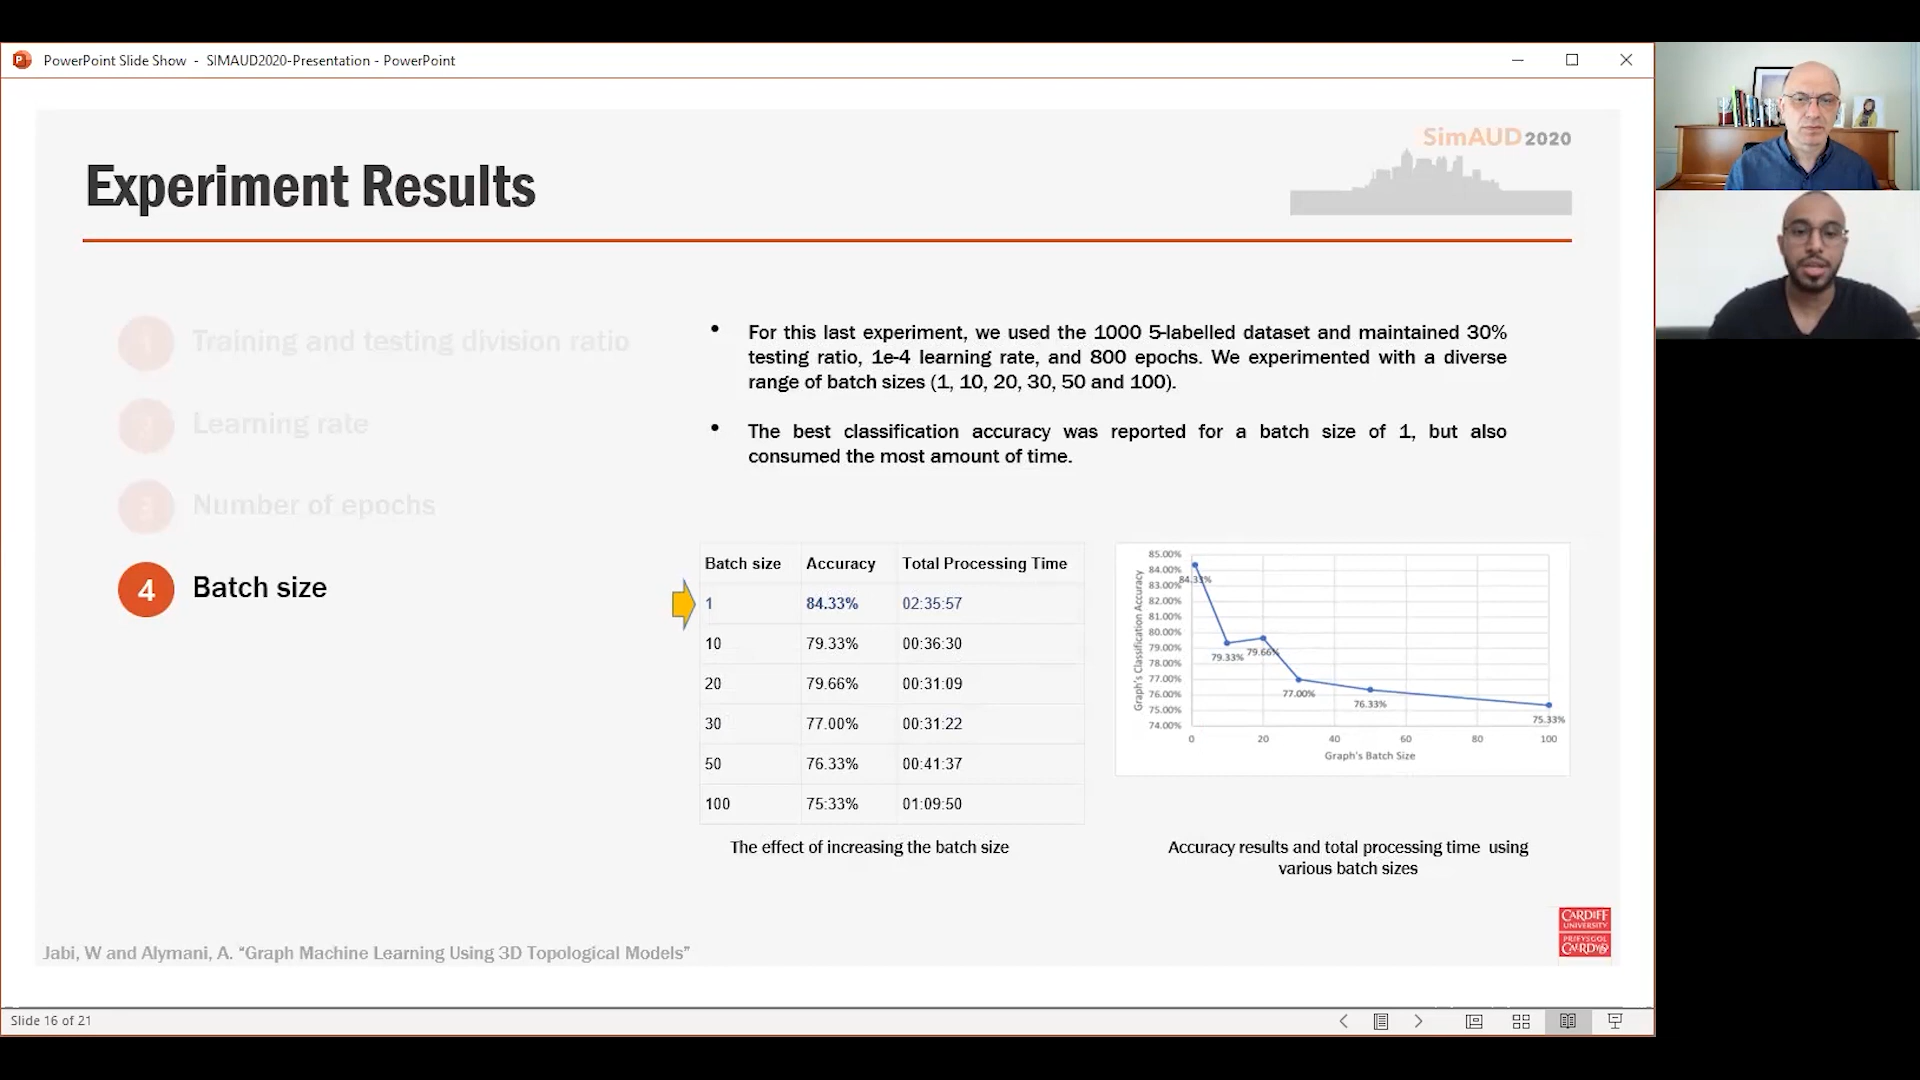 PowerPoint Slide Show - SIMAUD2020-Presentation - PowerPoint
SimAUD 2020
Experiment Results
Training and testing division ratio
Learning rate
Number of epochs
4 Batch size
• For this last experiment, we used the 1000 5-labelled dataset and maintained 30%
testing ratio, 1e-4 learning rate, and 800 epochs. We experimented with a diverse
range of batch sizes (1, 10, 20, 30, 50 and 100).
• The best classification accuracy was reported for a batch size of 1, but also
consumed the most amount of time.
Batch size Accuracy Total Processing Time
1 84.33% 02:35:57
10 79.33% 00:36:30
20 79.66% 00:31:09
30 77.00% 00:31:22
50 76.33% 00:41:37
100 75:33% 01:09:50
The effect of increasing the batch size
Graph's Classification Accuracy
85.00%
84.00%
83.00%
82.00%
81.00%
80.00%
79.00%
78.00%
77.00%
76.00%
75.00%
74.00%
84.33%
79.33%
79.66%
77.00%
76.33%
75.33%
0 20 40 60 80 100
Graph's Batch Size
Accuracy results and total processing time using
various batch sizes
CARDIFF
UNIVERSITY
PRIFYSGOL
CAERDYDD
Jabi, W and Alymani, A. “Graph Machine Learning Using 3D Topological Models”
Slide 16 of 21